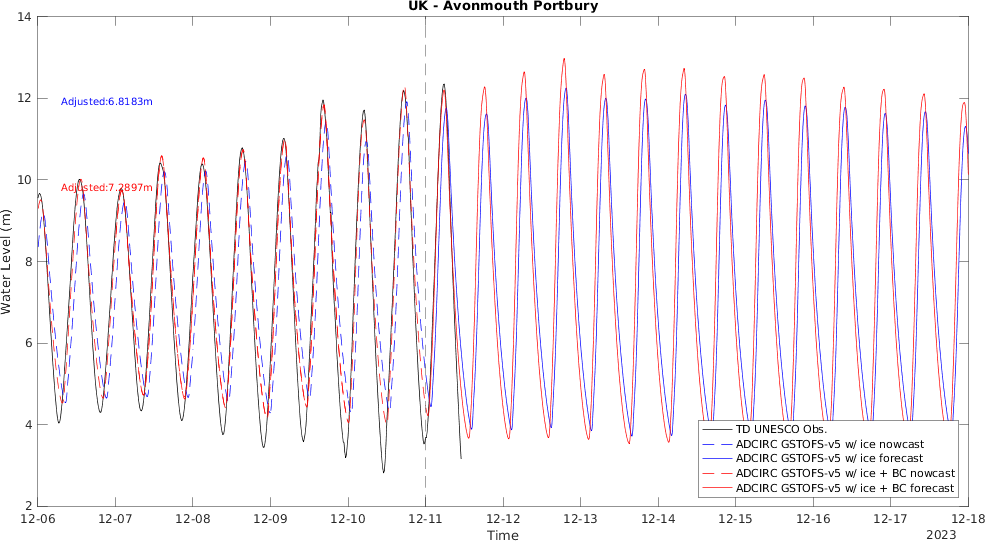 UK - Avonmouth Portbury
14
12
10
8
6
4
2
Water Level (m)
Adjusted:6.8183m
Adjusted:7.2897m
TD UNESCO Obs.
ADCIRC GSTOFS-v5 w/ ice nowcast
ADCIRC GSTOFS-v5 w/ ice forecast
ADCIRC GSTOFS-v5 w/ ice + BC nowcast
ADCIRC GSTOFS-v5 w/ ice + BC forecast
12-06 12-07 12-08 12-09 12-10 12-11 12-12 12-13 12-14 12-15 12-16 12-17 12-18
Time
2023